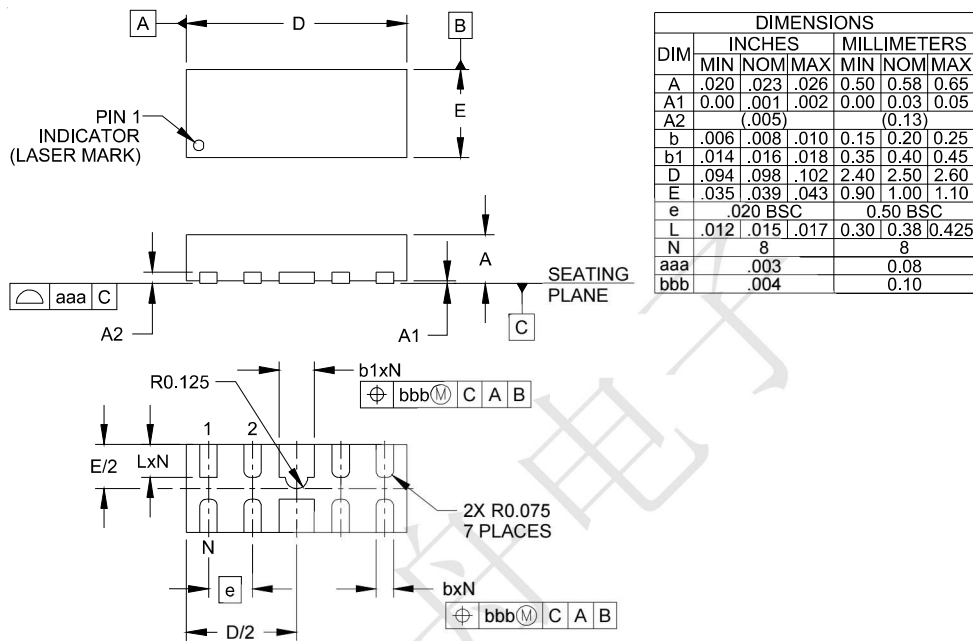 A
D
B
E
PIN 1
INDICATOR
(LASER MARK)
A
SEATING
PLANE
aaa C
A2
A1
C
R0.125
b1xN
bbb Ⓜ C A B
1 2
E/2
LxN
2X R0.075
7 PLACES
N
e
bxN
bbb Ⓜ C A B
D/2
DIMENSIONS
DIM INCHES MILLIMETERS
MIN NOM MAX MIN NOM MAX
A .020 .023 .026 0.50 0.58 0.65
A1 0.00 .001 .002 0.00 0.03 0.05
A2 (.005) (0.13)
b .006 .008 .010 0.15 0.20 0.25
b1 .014 .016 .018 0.35 0.40 0.45
D .094 .098 .102 2.40 2.50 2.60
E .035 .039 .043 0.90 1.00 1.10
e .020 BSC 0.50 BSC
L .012 .015 .017 0.30 0.38 0.425
N 8 8
aaa .003 0.08
bbb .004 0.10
电子